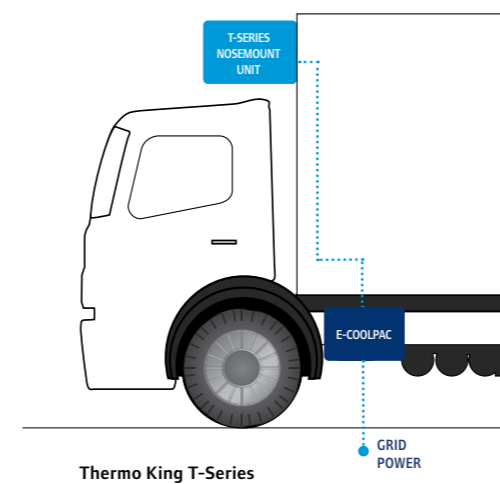 T-SERIES
NOSEMOUNT
UNIT
E-COOLPAC
GRID
POWER
Thermo King T-Series